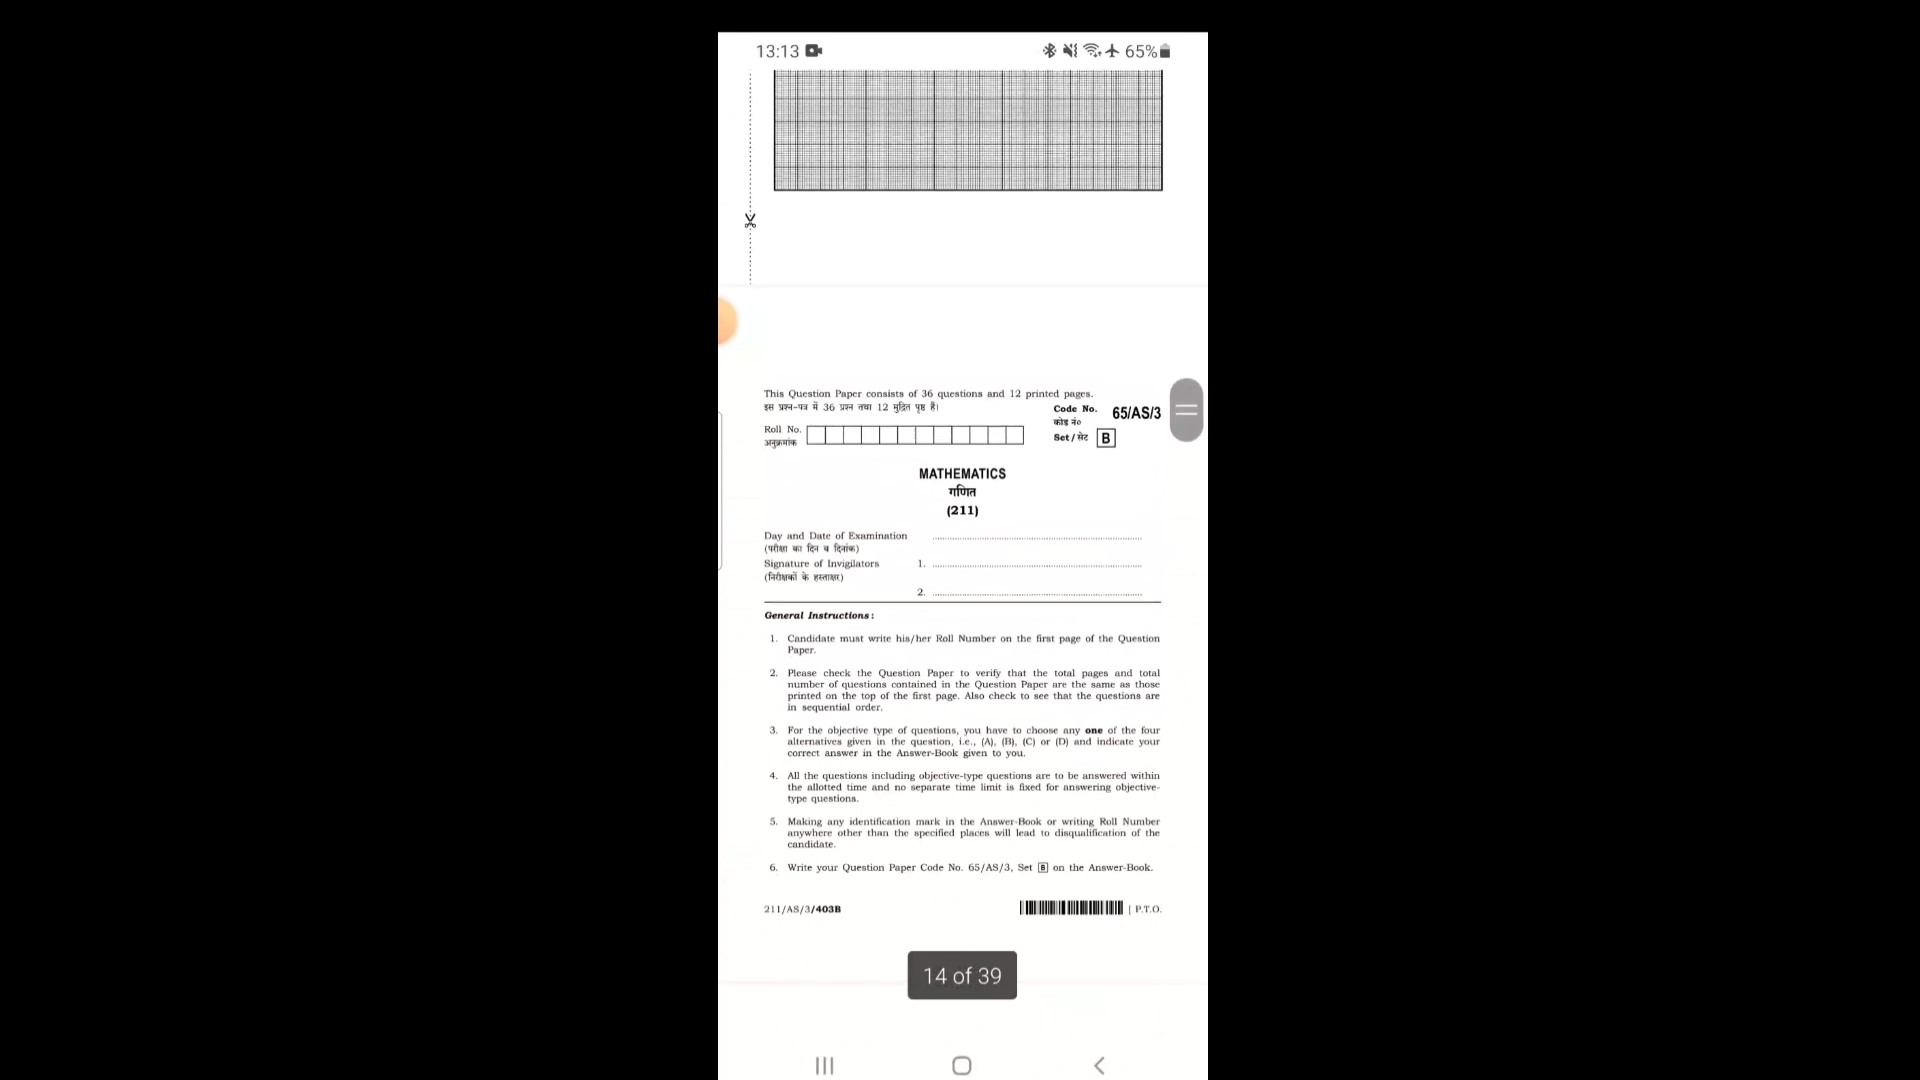 13:13 65%
This Question Paper consists of 36 questions and 12 printed pages.
इस प्रश्न-पत्र में 36 प्रश्न तथा 12 मुद्रित पृष्ठ हैं।
Code No. 65/AS/3
कोड नं०
Roll No.
अनुक्रमांक
Set / सेट B
MATHEMATICS
गणित
(211)
Day and Date of Examination ........................................
(परीक्षा का दिन व दिनांक)
Signature of Invigilators 1. ........................................
(निरीक्षकों के हस्ताक्षर)
2. ........................................
General Instructions :
1. Candidate must write his/her Roll Number on the first page of the Question
Paper.
2. Please check the Question Paper to verify that the total pages and total
number of questions contained in the Question Paper are the same as those
printed on the top of the first page. Also check to see that the questions are
in sequential order.
3. For the objective type of questions, you have to choose any one of the four
alternatives given in the question, i.e., (A), (B), (C) or (D) and indicate your
correct answer in the Answer-Book given to you.
4. All the questions including objective-type questions are to be answered within
the allotted time and no separate time limit is fixed for answering objective-
type questions.
5. Making any identification mark in the Answer-Book or writing Roll Number
anywhere other than the specified places will lead to disqualification of the
candidate.
6. Write your Question Paper Code No. 65/AS/3, Set B on the Answer-Book.
211/AS/3/403B | P.T.O.
14 of 39